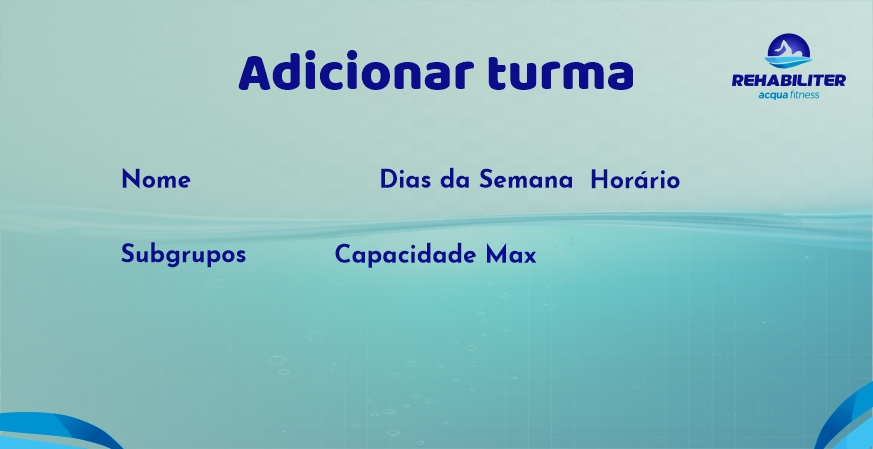 Adicionar turma
REHABILITER
acqua fitness
Nome Dias da Semana Horário
Subgrupos Capacidade Max